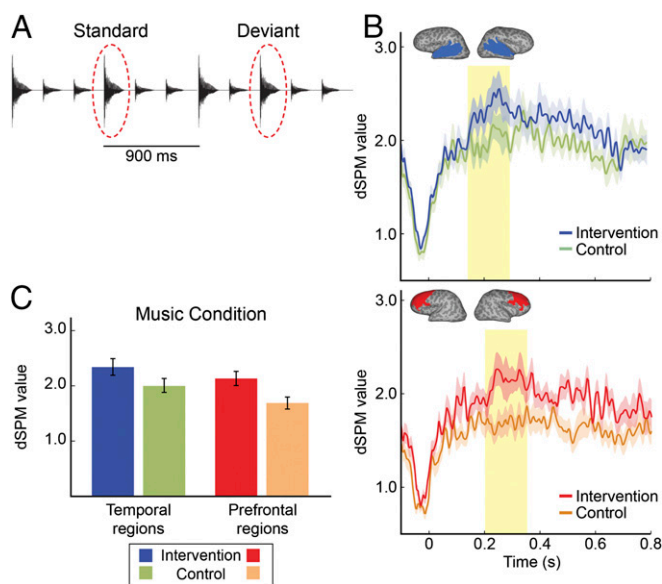 A
Standard
Deviant
900 ms
B
3.0
2.0
1.0
dSPM value
Intervention
Control
3.0
2.0
1.0
dSPM value
Intervention
Control
0
0.2
0.4
0.6
0.8
Time (s)
C
Music Condition
3.0
2.0
1.0
dSPM value
Temporal regions
Prefrontal regions
Intervention
Control